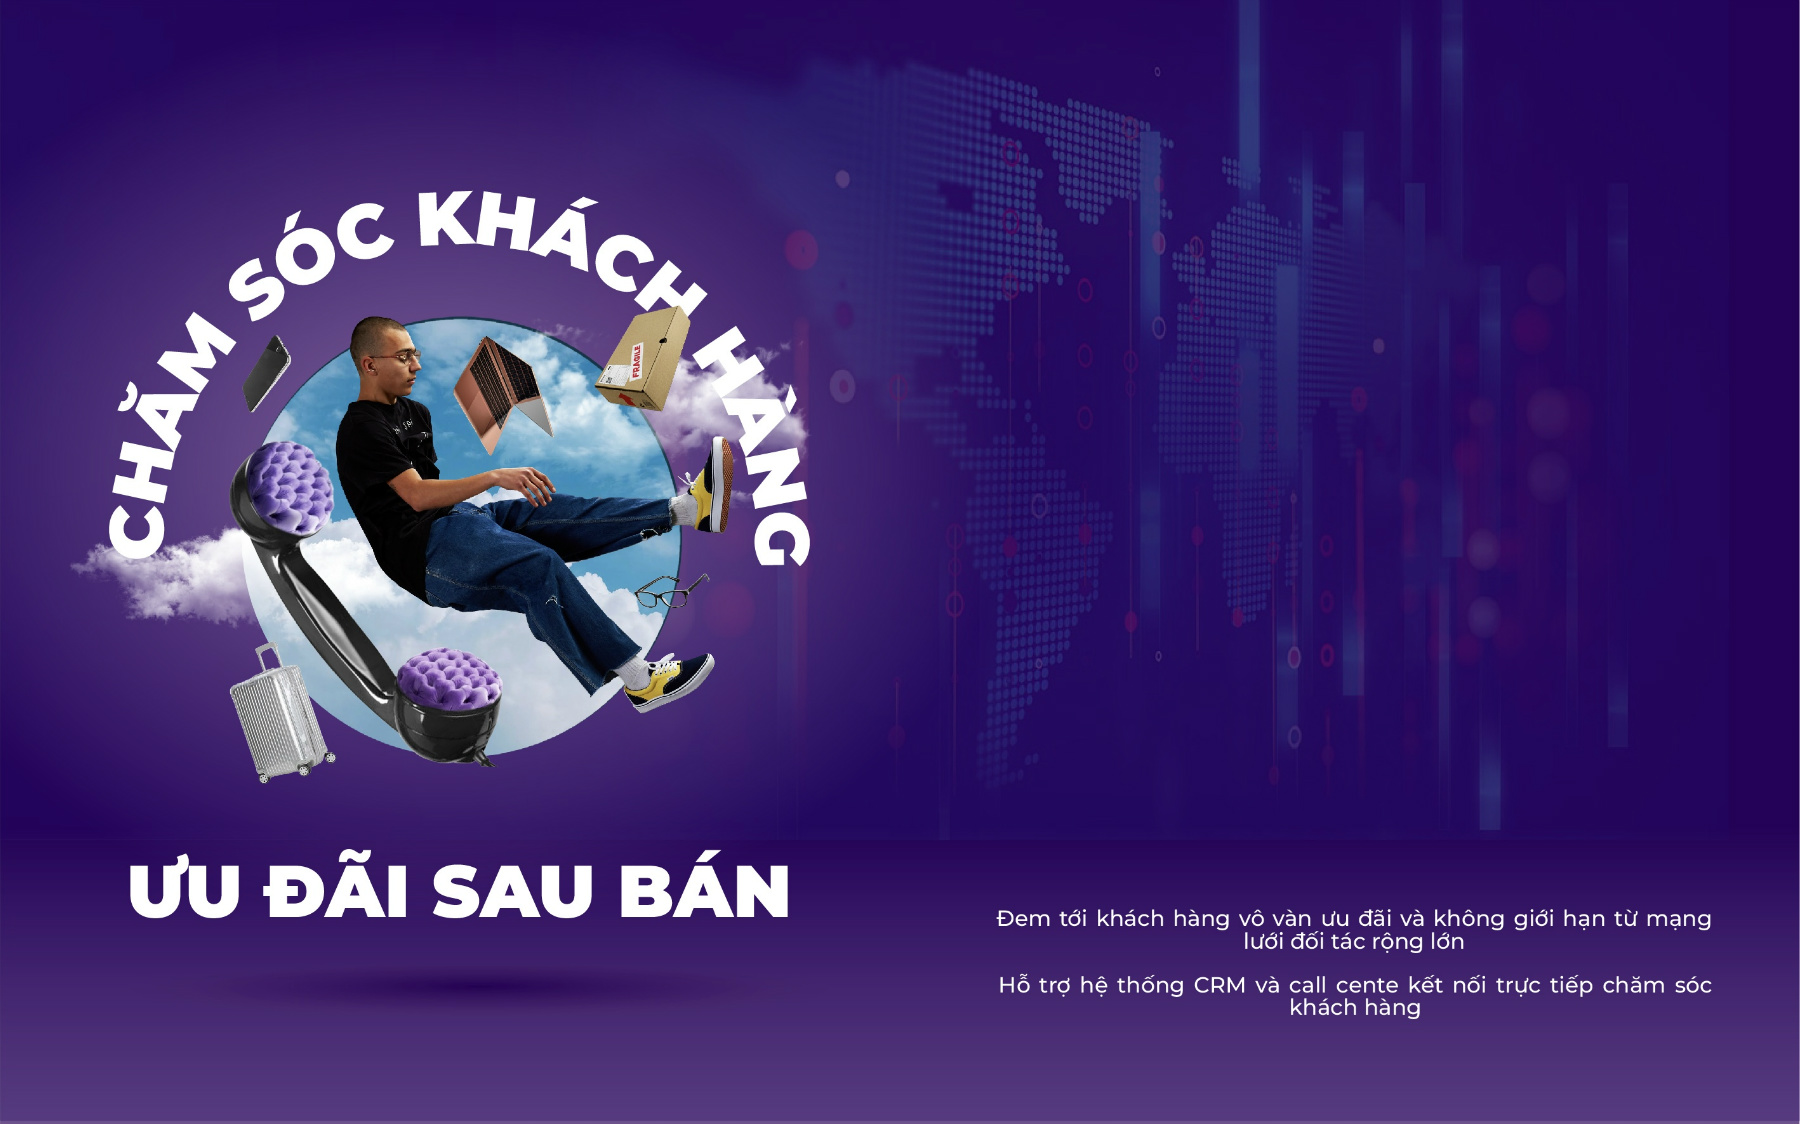 CHĂM SÓC KHÁCH HÀNG
FRAGILE
ƯU ĐÃI SAU BÁN
Đem tới khách hàng vô vàn ưu đãi và không giới hạn từ mạng
lưới đối tác rộng lớn
Hỗ trợ hệ thống CRM và call cente kết nối trực tiếp chăm sóc
khách hàng